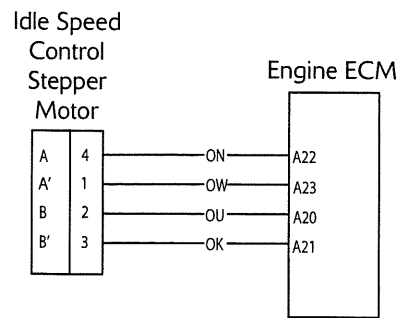 Idle Speed
Control
Stepper
Motor
Engine ECM
A 4 ON A22
A' 1 OW A23
B 2 OU A20
B' 3 OK A21